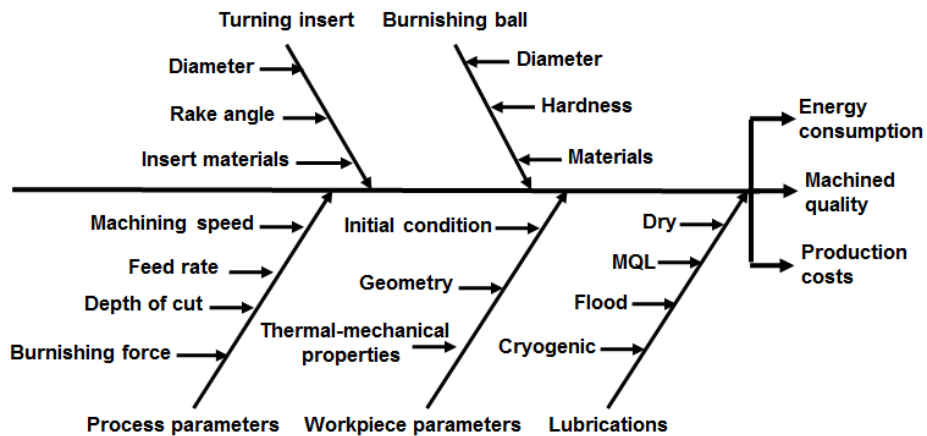 Turning insert
Burnishing ball
Diameter
Rake angle
Insert materials
Diameter
Hardness
Materials
Energy
consumption
Machined
quality
Production
costs
Machining speed
Feed rate
Depth of cut
Burnishing force
Initial condition
Geometry
Thermal-mechanical
properties
Dry
MQL
Flood
Cryogenic
Process parameters
Workpiece parameters
Lubrications